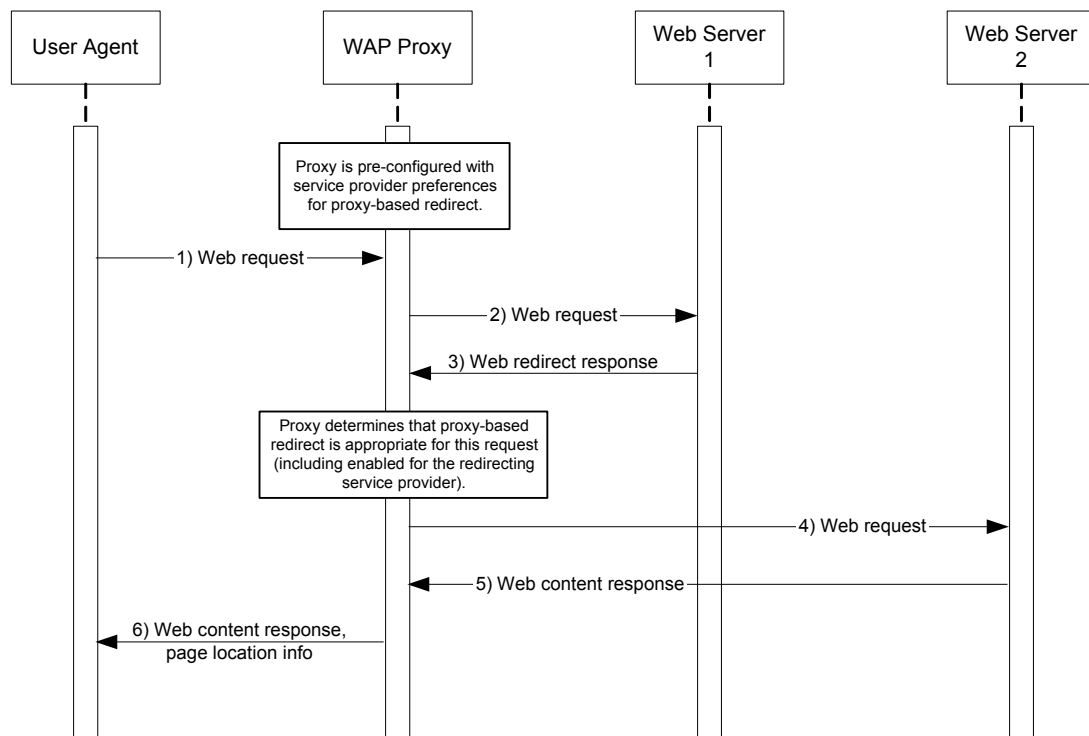 User Agent
WAP Proxy
Web Server
1
Web Server
2
Proxy is pre-configured with
service provider preferences
for proxy-based redirect.
1) Web request
2) Web request
3) Web redirect response
Proxy determines that proxy-based
redirect is appropriate for this request
(including enabled for the redirecting
service provider).
4) Web request
5) Web content response
6) Web content response,
page location info